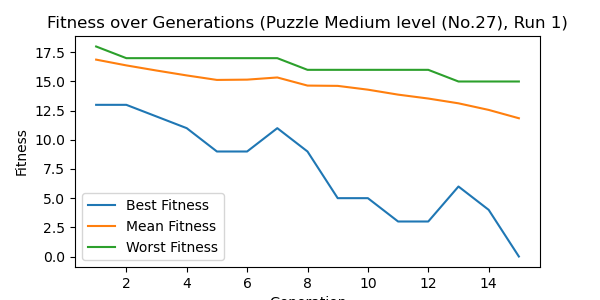 Fitness over Generations (Puzzle Medium level (No.27), Run 1)
17.5
15.0
12.5
10.0
7.5
5.0
2.5
0.0
Fitness
Best Fitness
Mean Fitness
Worst Fitness
2 4 6 8 10 12 14
Generation